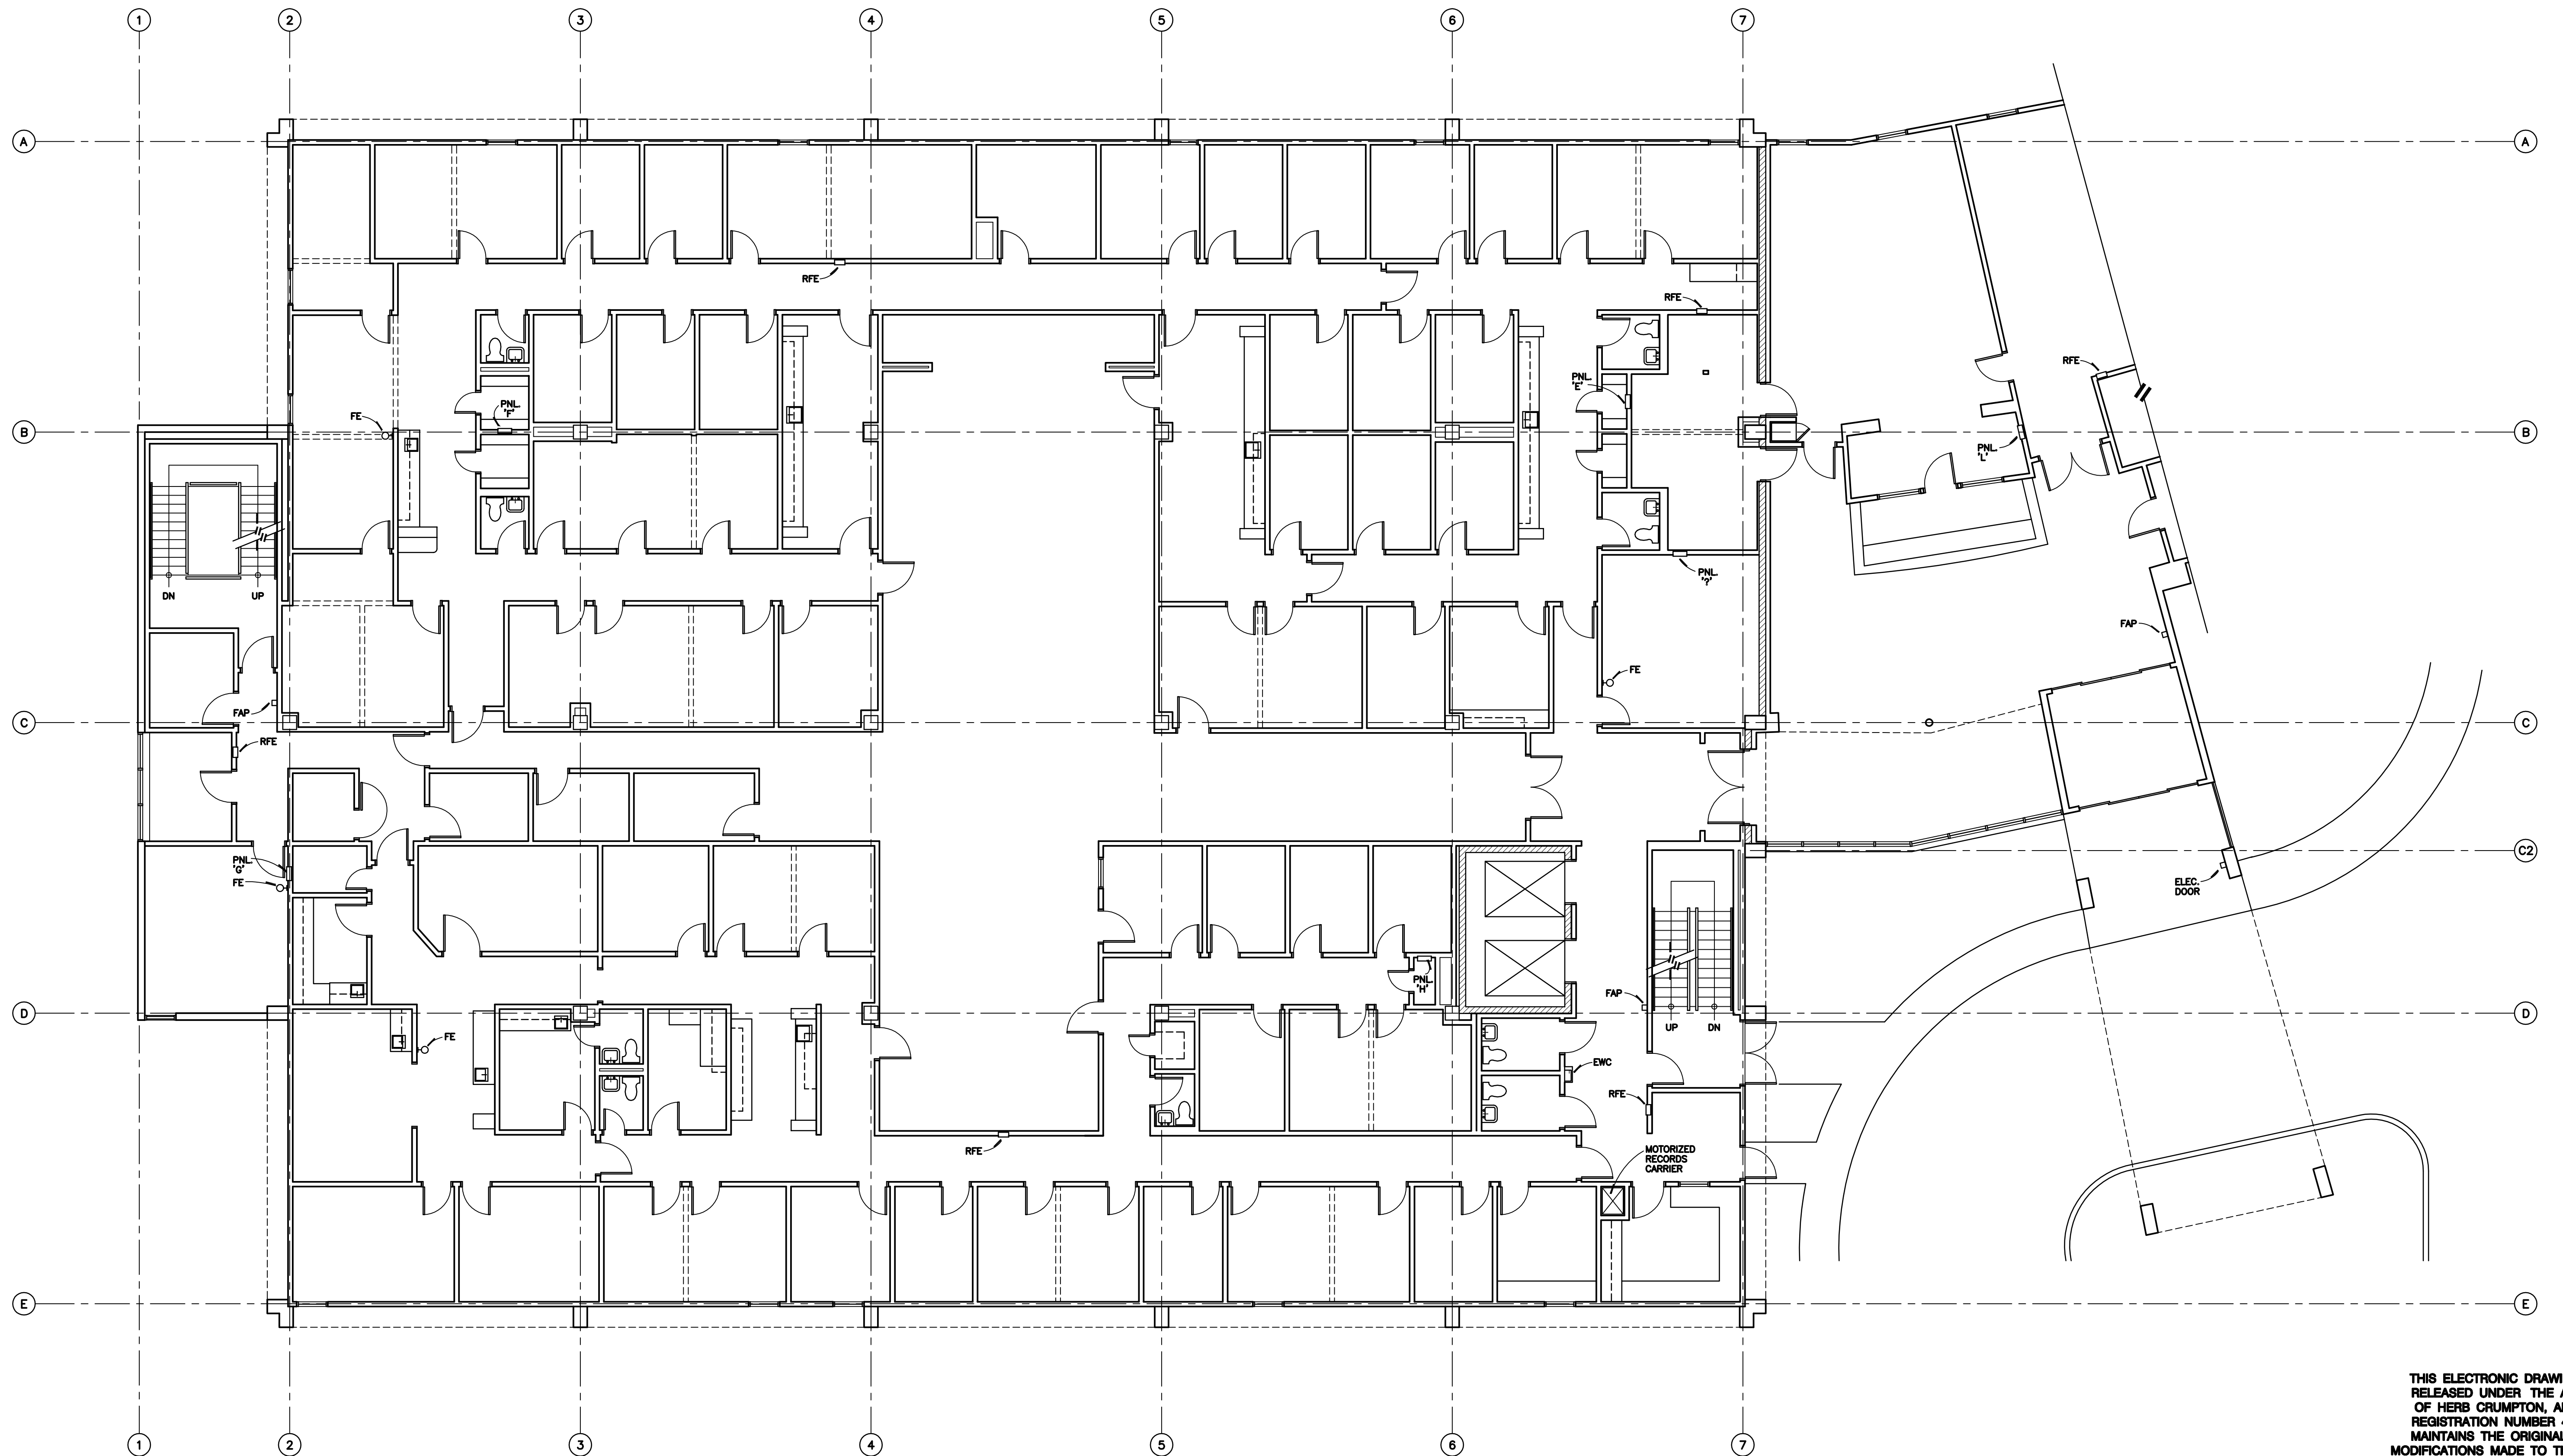 1 2 3 4 5 6 7
A A
RFE
RFE
RFE
PNL.
'E'
PNL.
'F'
FE
B B
PNL.
'L'
PNL.
'?'
DN UP
FAP
FE
FAP
C C
RFE
C2
PNL.
'G'
FE
ELEC.
DOOR
PNL.
'H'
FAP
D D
UP DN
FE
EWC
RFE
RFE
MOTORIZED
RECORDS
CARRIER
E E
THIS ELECTRONIC
RELEASED UNDER THE
OF HERB CRUMPTON,
REGISTRATION NUMBER
MAINTAINS THE ORIGINAL
MODIFICATIONS MADE TO
1 2 3 4 5 6 7